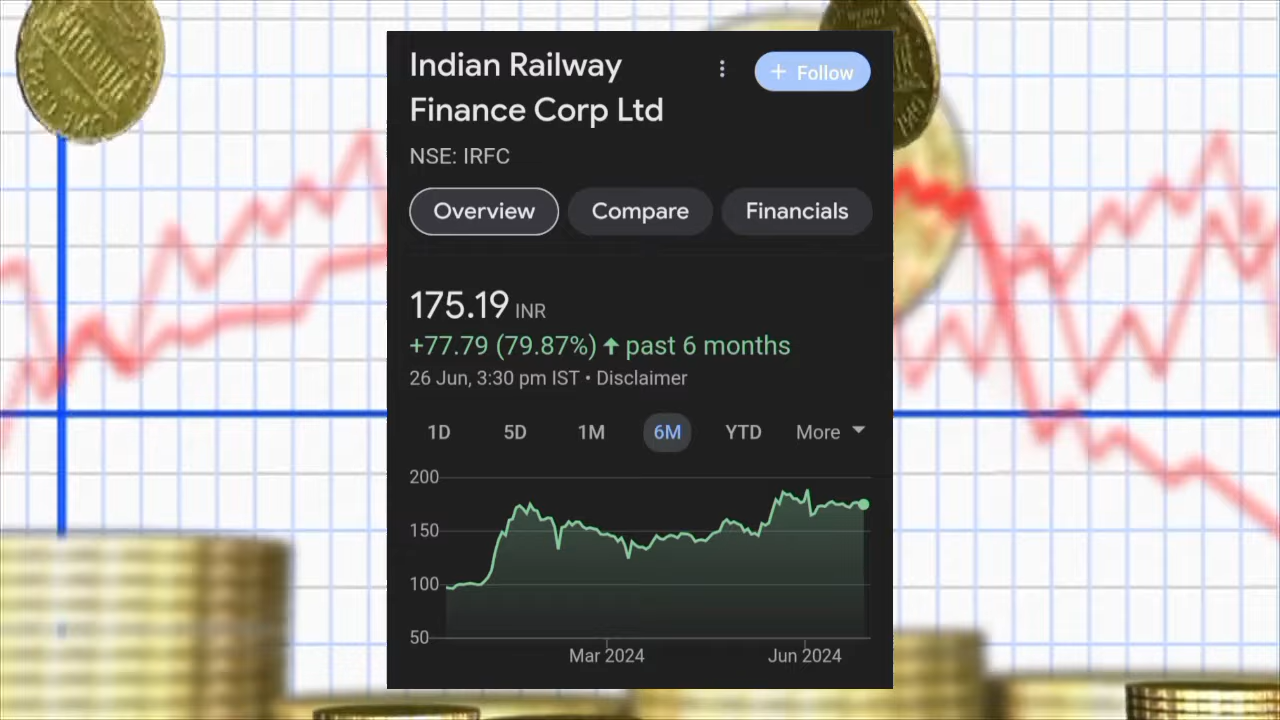 Indian Railway
+ Follow
Finance Corp Ltd
NSE: IRFC
Overview Compare Financials
175.19 INR
+77.79 (79.87%) ↑ past 6 months
26 Jun, 3:30 pm IST • Disclaimer
1D 5D 1M 6M YTD More
200
150
100
50
Mar 2024 Jun 2024